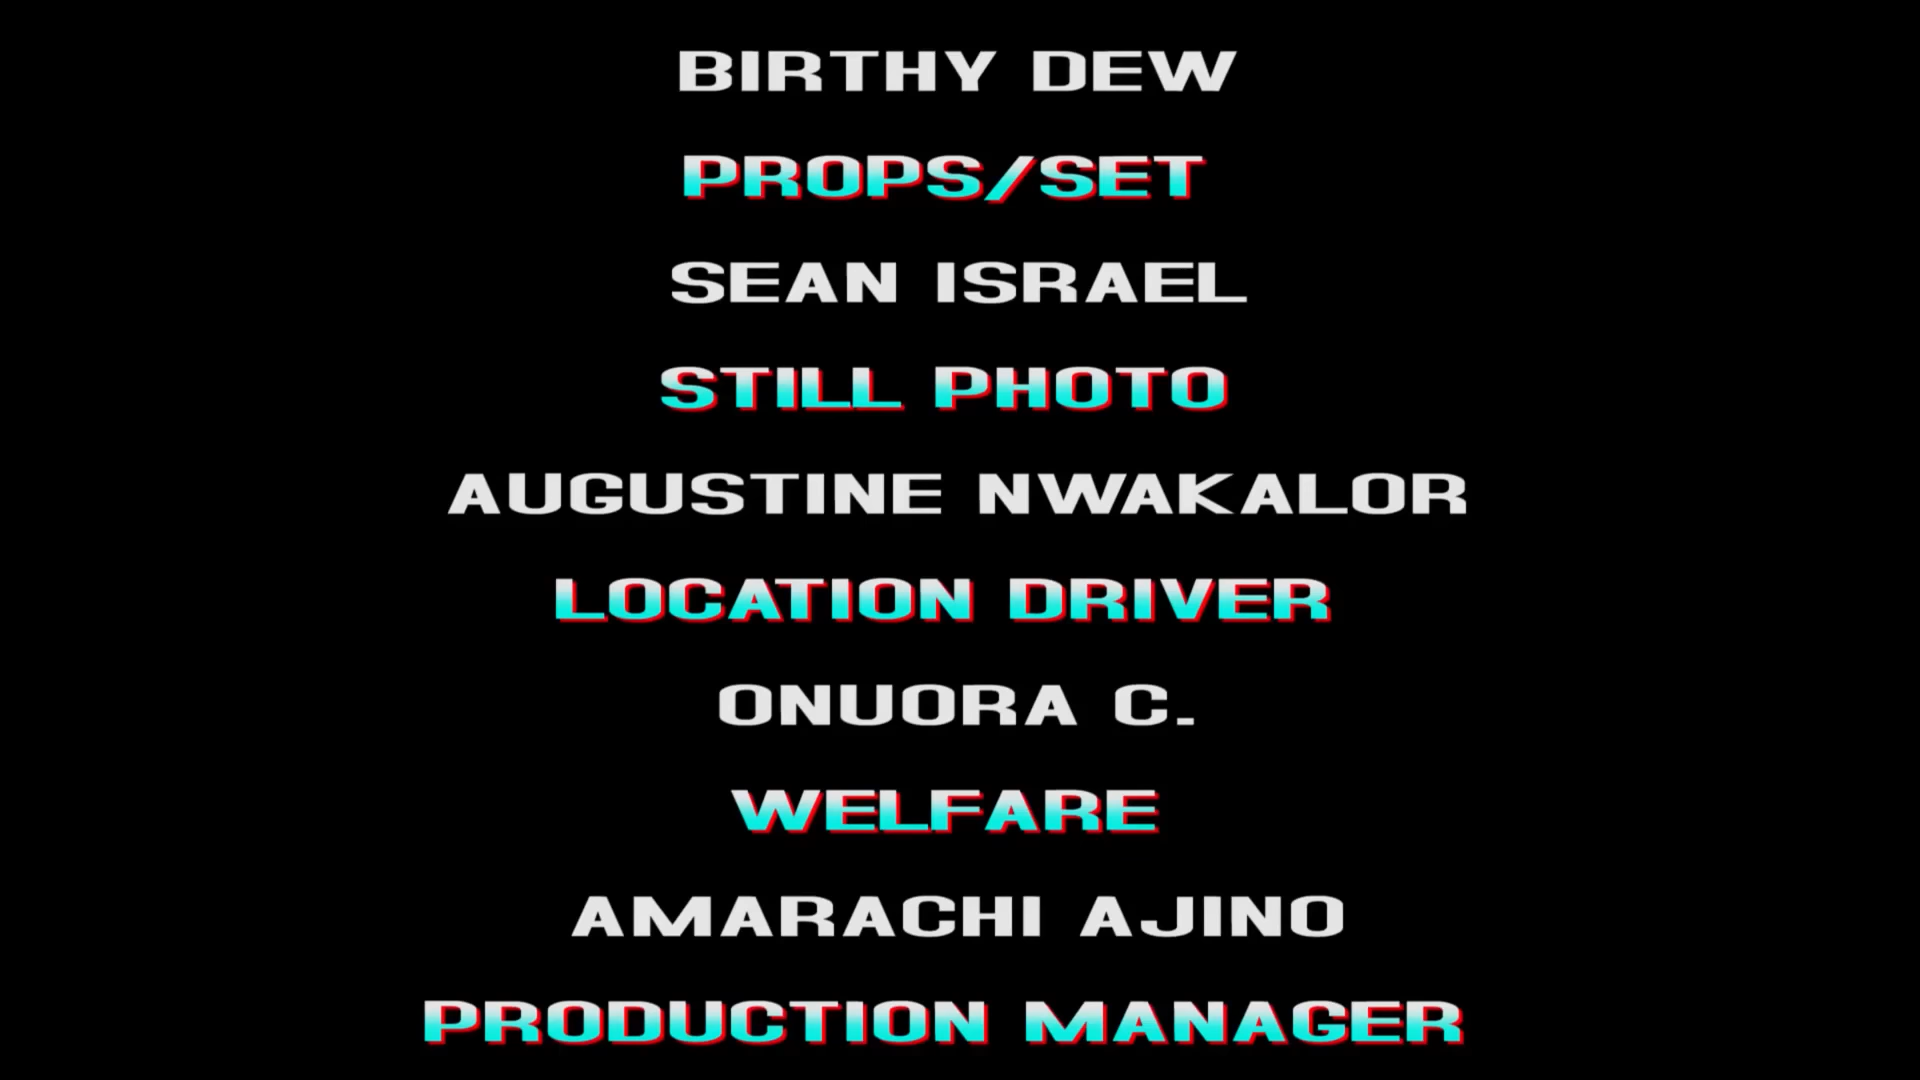 BIRTHY DEW
PROPS/SET
SEAN ISRAEL
STILL PHOTO
AUGUSTINE NWAKALOR
LOCATION DRIVER
ONUORA C.
WELFARE
AMARACHI AJINO
PRODUCTION MANAGER